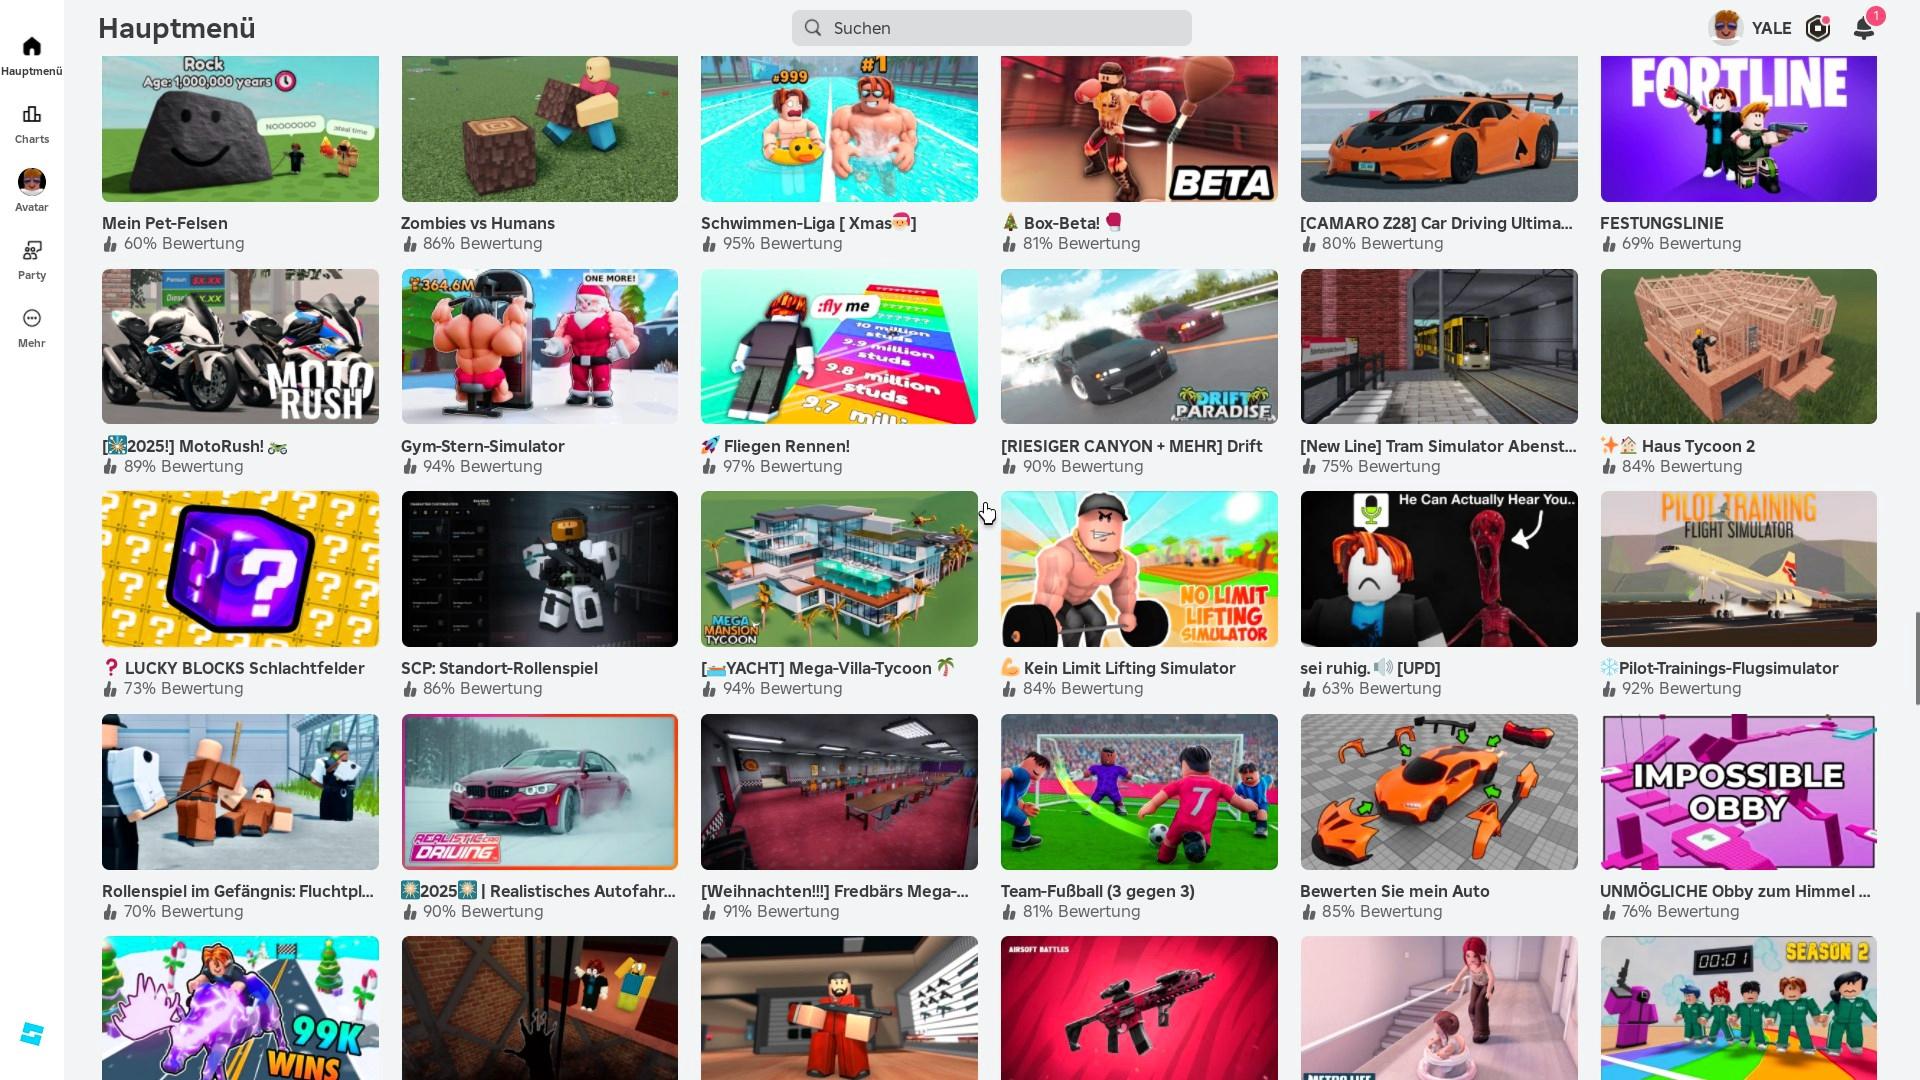 Hauptmenü
Suchen
YALE
1
Hauptmenü
Charts
Avatar
Party
Mehr
Rock
Age: 1,000,000 years
NOOOOOOO
#999
#1
BETA
FORTLINE
Mein Pet-Felsen
Zombies vs Humans
Schwimmen-Liga [ Xmas🎅]
🎄 Box-Beta! 🥊
[CAMARO Z28] Car Driving Ultima...
FESTUNGSLINIE
60% Bewertung
86% Bewertung
95% Bewertung
81% Bewertung
80% Bewertung
69% Bewertung
MOTO
RUSH
364.6M
ONE MORE!
:fly me
10 million
studs
9.9 million
studs
9.8 million
studs
9.7
DRIFT
PARADISE
[🎆2025!] MotoRush! 🏍️
Gym-Stern-Simulator
🚀 Fliegen Rennen!
[RIESIGER CANYON + MEHR] Drift
[New Line] Tram Simulator Abenst...
✨🏠 Haus Tycoon 2
89% Bewertung
94% Bewertung
97% Bewertung
90% Bewertung
75% Bewertung
84% Bewertung
MEGA
MANSION
TYCOON
NO LIMIT
LIFTING
SIMULATOR
He Can Actually Hear You..
PILOT TRAINING
FLIGHT SIMULATOR
❓ LUCKY BLOCKS Schlachtfelder
SCP: Standort-Rollenspiel
[🛥️YACHT] Mega-Villa-Tycoon 🌴
💪 Kein Limit Lifting Simulator
sei ruhig. 🔊 [UPD]
❄️Pilot-Trainings-Flugsimulator
73% Bewertung
86% Bewertung
94% Bewertung
84% Bewertung
63% Bewertung
92% Bewertung
REALISTIC CAR
DRIVING
7
IMPOSSIBLE
OBBY
Rollenspiel im Gefängnis: Fluchtpl...
🎆2025🎆 | Realistisches Autofahr...
[Weihnachten!!!] Fredbärs Mega-...
Team-Fußball (3 gegen 3)
Bewerten Sie mein Auto
UNMÖGLICHE Obby zum Himmel ...
70% Bewertung
90% Bewertung
91% Bewertung
81% Bewertung
85% Bewertung
76% Bewertung
99K
WINS
AIRSOFT BATTLES
METRO LIFE
00:01
SEASON 2